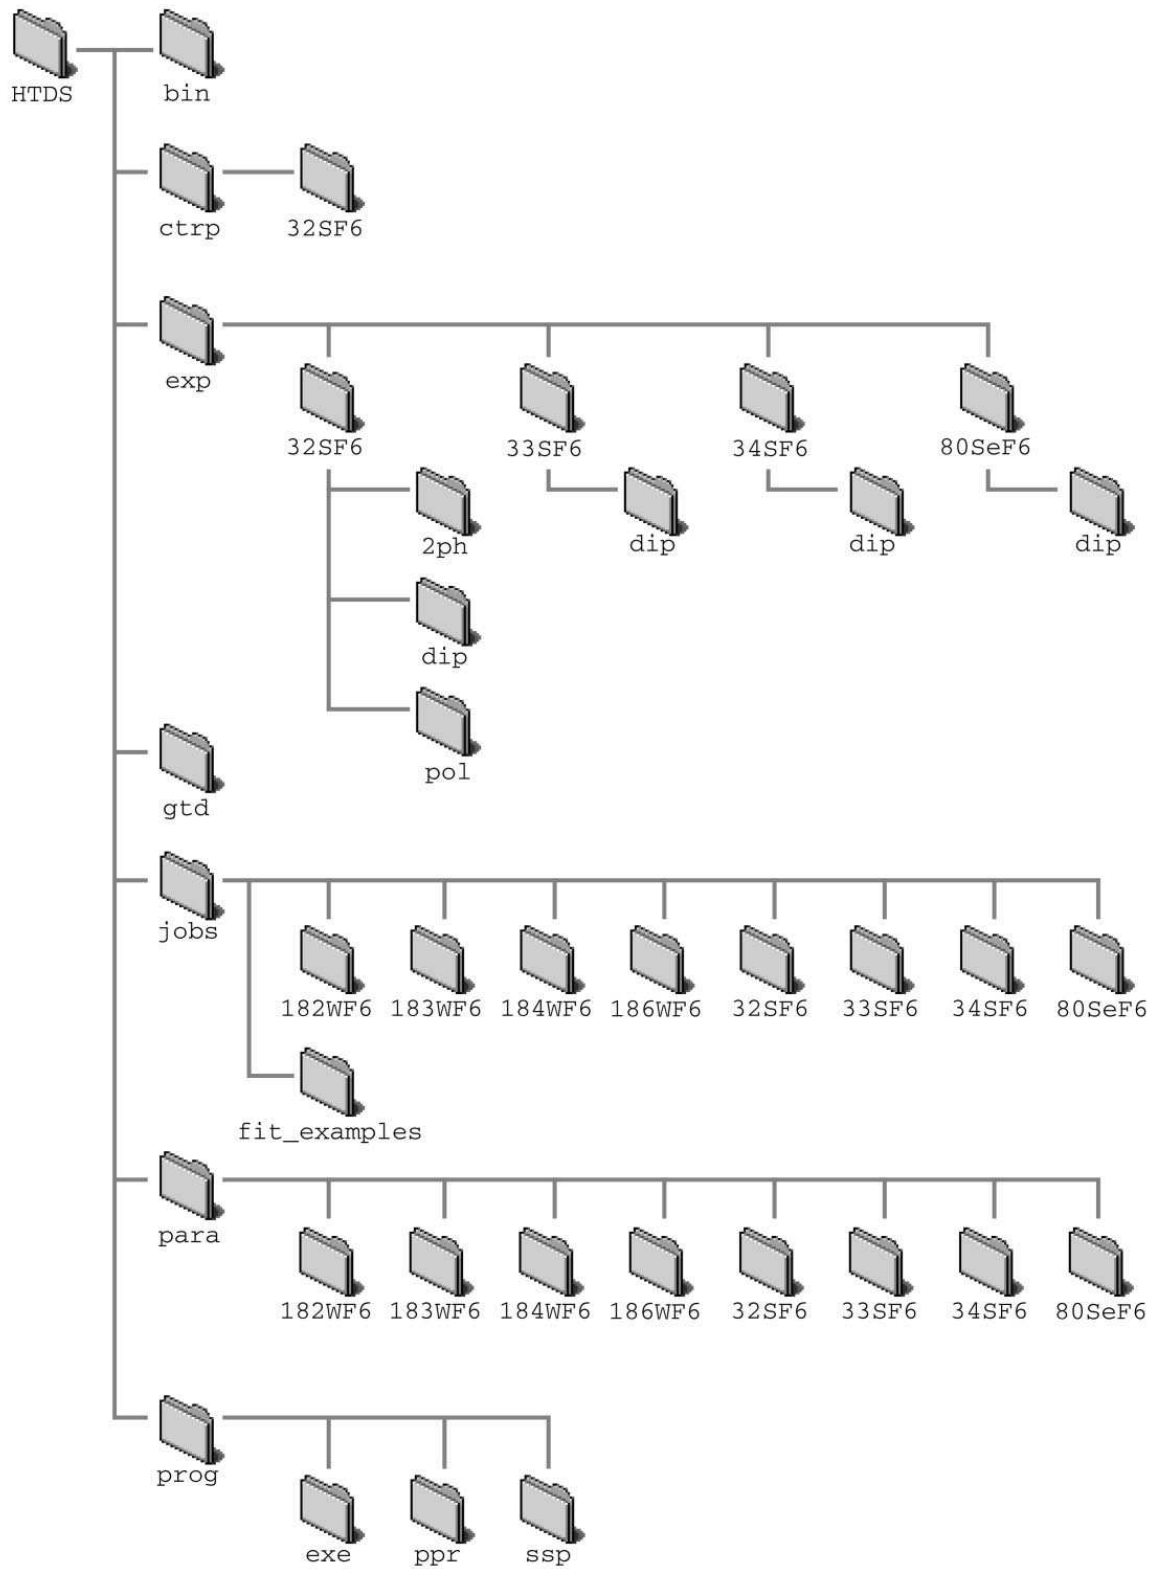 HTDS bin
ctrp 32SF6
exp
32SF6 33SF6 34SF6 80SeF6
2ph dip dip dip
dip
pol
gtd
jobs
182WF6 183WF6 184WF6 186WF6 32SF6 33SF6 34SF6 80SeF6
fit_examples
para
182WF6 183WF6 184WF6 186WF6 32SF6 33SF6 34SF6 80SeF6
prog
exe ppr ssp